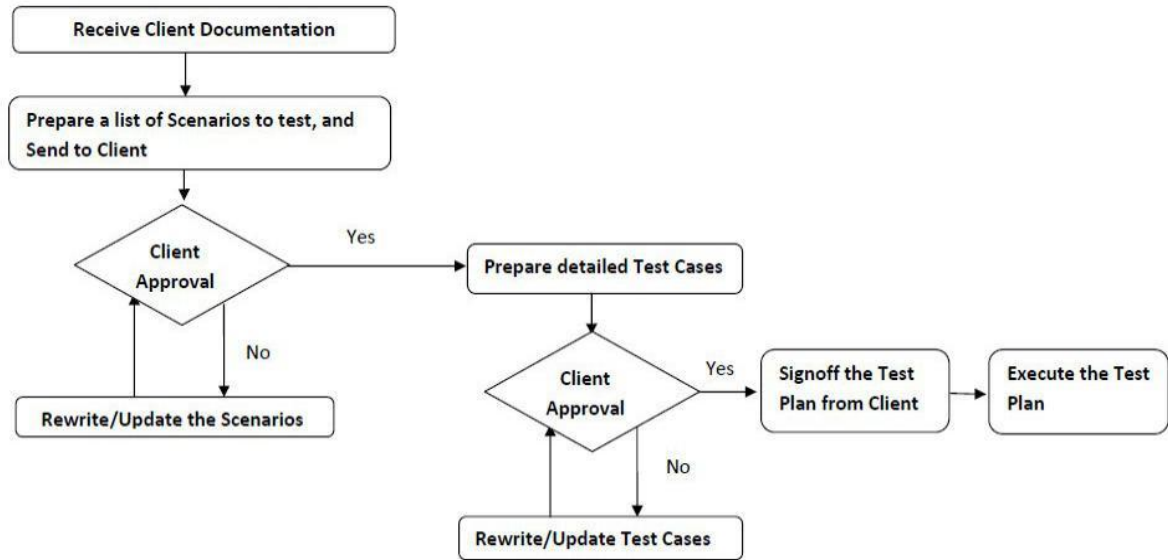 Receive Client Documentation
Prepare a list of Scenarios to test, and
Send to Client
Client
Approval
Yes
No
Rewrite/Update the Scenarios
Prepare detailed Test Cases
Client
Approval
Yes
No
Rewrite/Update Test Cases
Signoff the Test
Plan from Client
Execute the Test
Plan